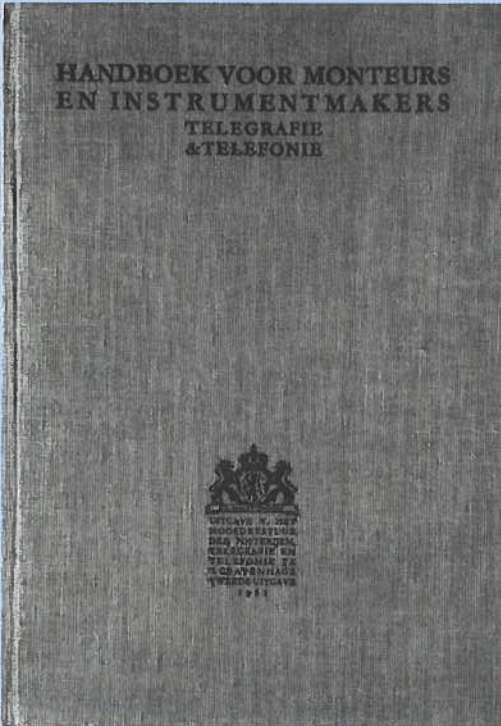 HANDBOEK VOOR MONTEURS
EN INSTRUMENTMAKERS
TELEGRAFIE
& TELEFONIE
UITGAVE V. HET
HOOFDBESTUUR
DER POSTERIJEN,
TELEGRAFIE EN
TELEFONIE TE
'S GRAVENHAGE
TWEEDE UITGAVE